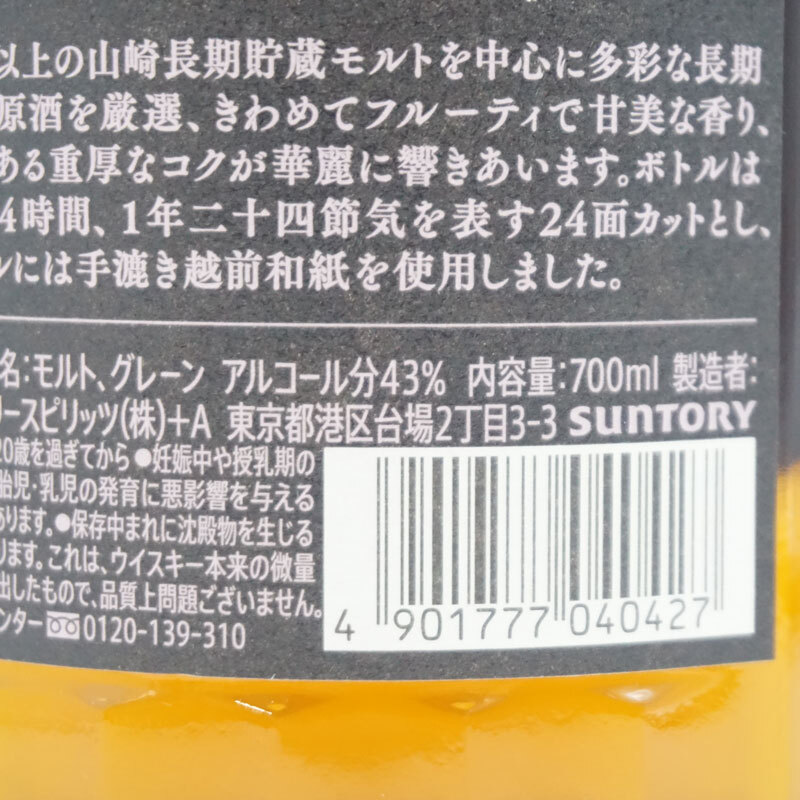 以上の山崎長期貯蔵モルトを中心に多彩な長期
原酒を厳選、きわめてフルーティで甘美な香り、
ある重厚なコクが華麗に響きあいます。ボトルは
4時間、1年二十四節気を表す24面カットとし、
ルには手漉き越前和紙を使用しました。
名:モルト、グレーン アルコール分43% 内容量:700ml 製造者:
リースピリッツ(株)+A 東京都港区台場2丁目3-3 SUNTORY
20歳を過ぎてから ●妊娠中や授乳期の
胎児・乳児の発育に悪影響を与える
あります。●保存中まれに沈殿物を生じる
ります。これは、ウイスキー本来の微量
出したもので、品質上問題ございません。
ンター 0120-139-310
4 901777 040427